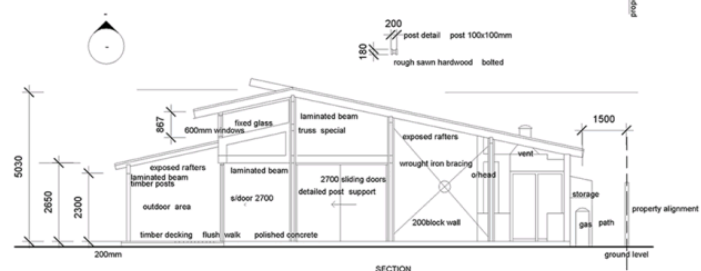 prop
200
post detail post 100x100mm
180
rough sawn hardwood bolted
5030
2650
2300
867
600mm windows
fixed glass
laminated beam
truss special
exposed rafters
wrought iron bracing
o/head
vent
1500
exposed rafters
laminated beam
timber posts
laminated beam
2700 sliding doors
detailed post support
s/door 2700
outdoor area
200block wall
storage
gas path
property alignment
timber decking flush walk polished concrete
200mm
ground level
SECTION